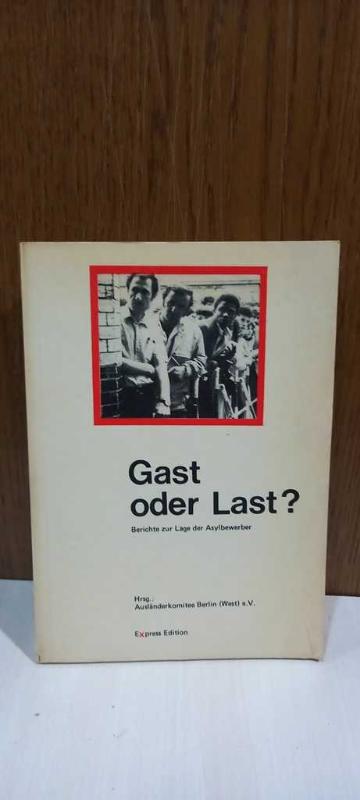 Gast
oder Last?
Berichte zur Lage der Asylbewerber
Hrsg.:
Ausländerkomitee Berlin (West) e.V.
Express Edition